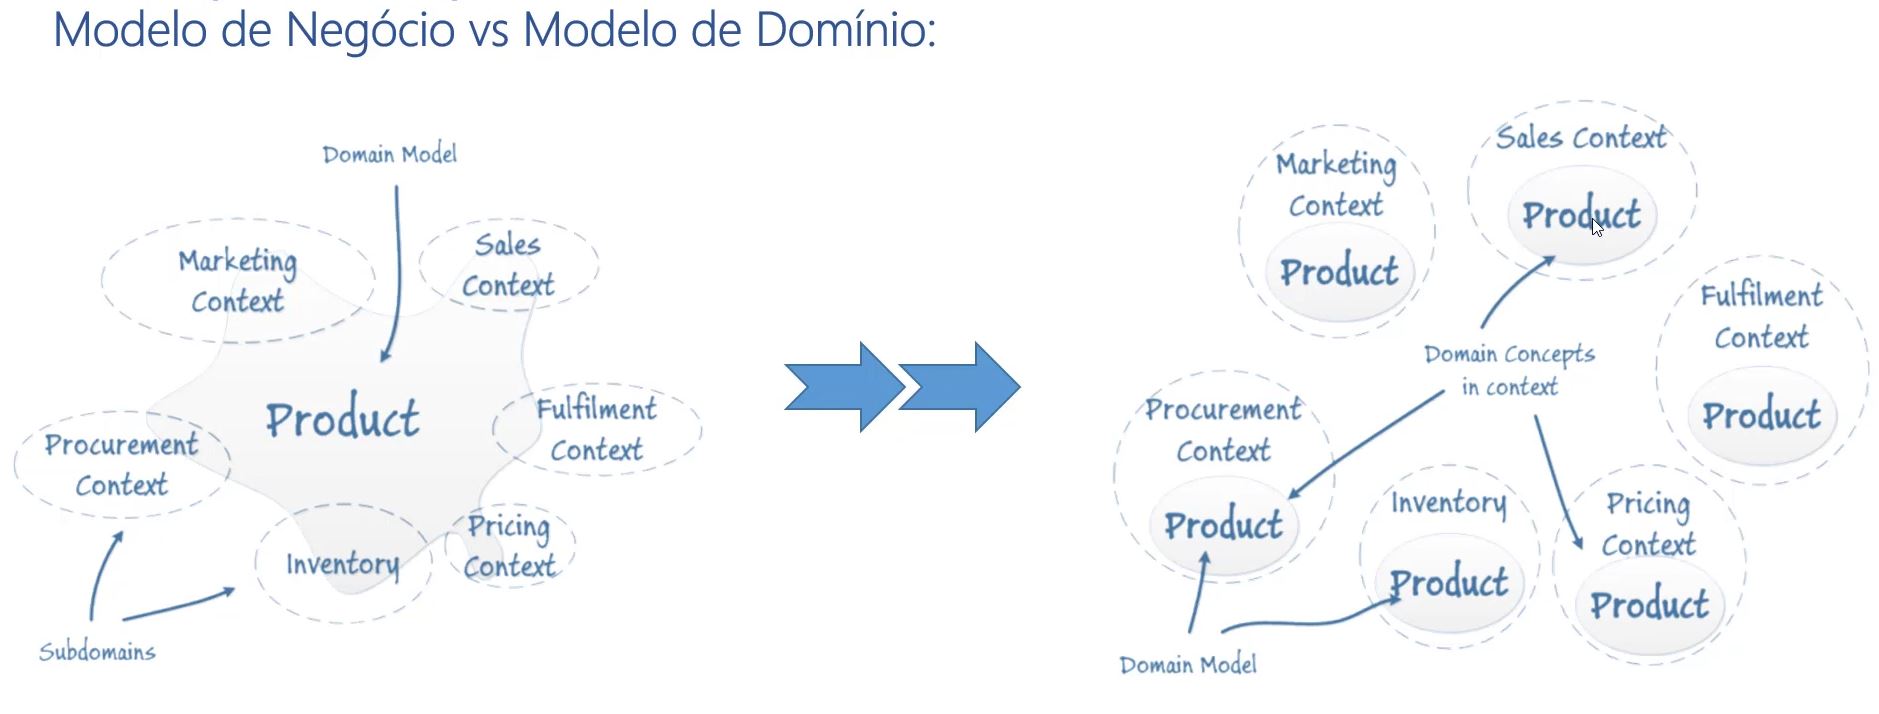 Modelo de Negócio vs Modelo de Domínio:
Domain Model
Marketing
Context
Sales
Context
Product
Procurement
Context
Fulfilment
Context
Inventory
Pricing
Context
Subdomains
Marketing
Context
Product
Sales Context
Product
Fulfilment
Context
Product
Domain Concepts
in context
Procurement
Context
Product
Inventory
Product
Pricing
Context
Product
Domain Model